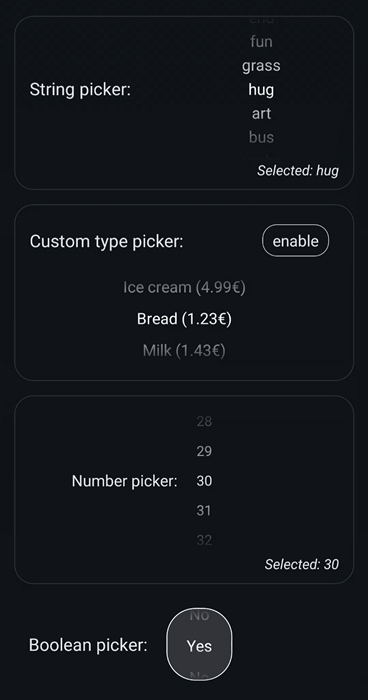 end
fun
grass
String picker: hug
art
bus
Selected: hug
Custom type picker: enable
Ice cream (4.99€)
Bread (1.23€)
Milk (1.43€)
28
29
Number picker: 30
31
32
Selected: 30
No
Boolean picker: Yes
No